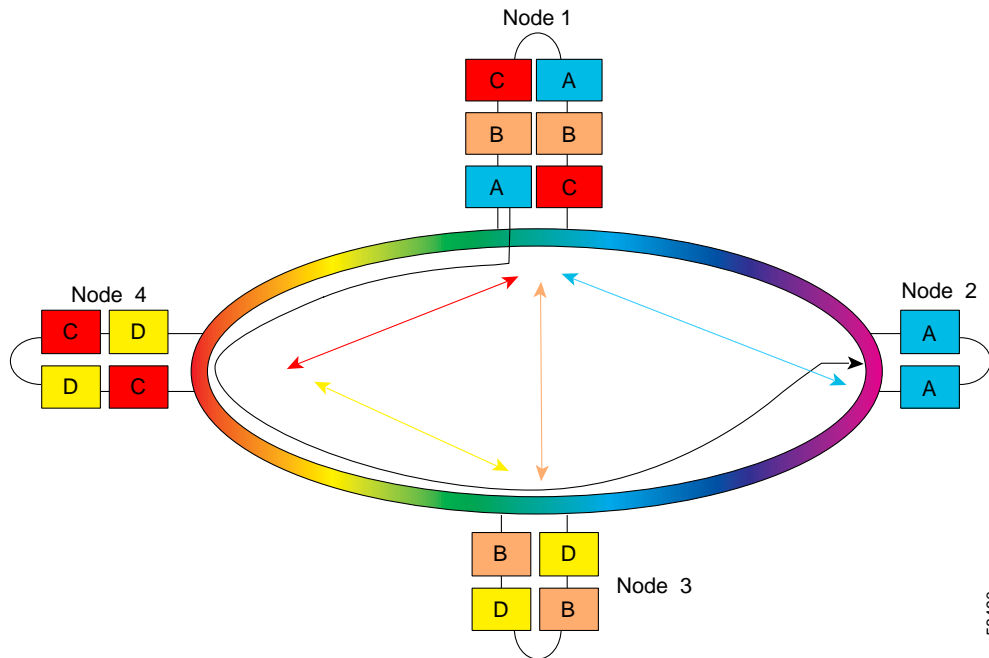 Node 1
C A
B B
A C
Node 4
C D
D C
Node 2
A
A
B D
D B
Node 3